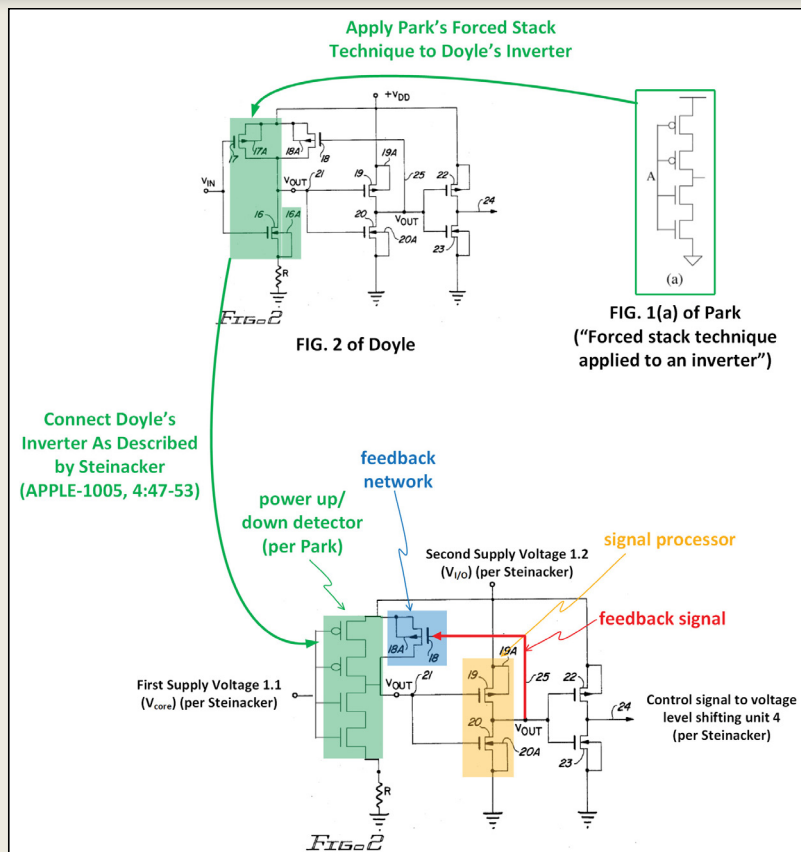 Apply Park's Forced Stack
Technique to Doyle's Inverter
+VDD
17
17A
18A
18
19A
VIN
VOUT
21
19
25
22
24
16
16A
20
VOUT
20A
23
R
FIG. 2
FIG. 2 of Doyle
A
(a)
FIG. 1(a) of Park
("Forced stack technique
applied to an inverter")
Connect Doyle's
Inverter As Described
by Steinacker
(APPLE-1005, 4:47-53)
feedback
network
power up/
down detector
(per Park)
signal processor
Second Supply Voltage 1.2
(VI/O) (per Steinacker)
feedback signal
18A
18
19A
First Supply Voltage 1.1
(Vcore) (per Steinacker)
VOUT
21
19
25
22
24
Control signal to voltage
level shifting unit 4
(per Steinacker)
20
VOUT
20A
23
R
FIG. 2